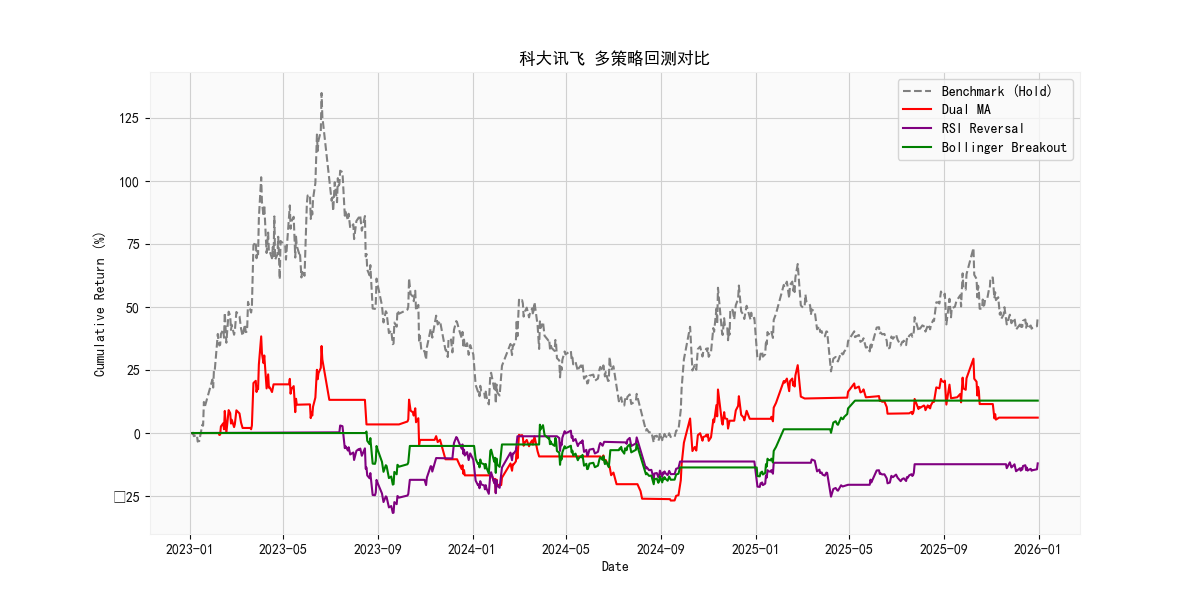 科大讯飞 多策略回测对比
Benchmark (Hold)
Dual MA
RSI Reversal
Bollinger Breakout
Cumulative Return (%)
125
100
75
50
25
0
□25
2023-01 2023-05 2023-09 2024-01 2024-05 2024-09 2025-01 2025-05 2025-09 2026-01
Date